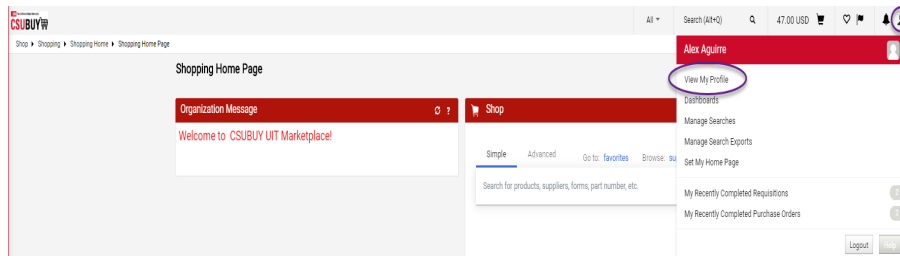 CSUBUY
All Search (Alt+Q) 47.00 USD
Shop Shopping Shopping Home Shopping Home Page
Alex Aguirre
Shopping Home Page
View My Profile
Dashboards
Manage Searches
Manage Search Exports
Set My Home Page
My Recently Completed Requisitions
My Recently Completed Purchase Orders
Logout Help
Organization Message ?
Welcome to CSUBUY UIT Marketplace!
Shop
Simple Advanced Go to: favorites Browse: su
Search for products, suppliers, forms, part number, etc.